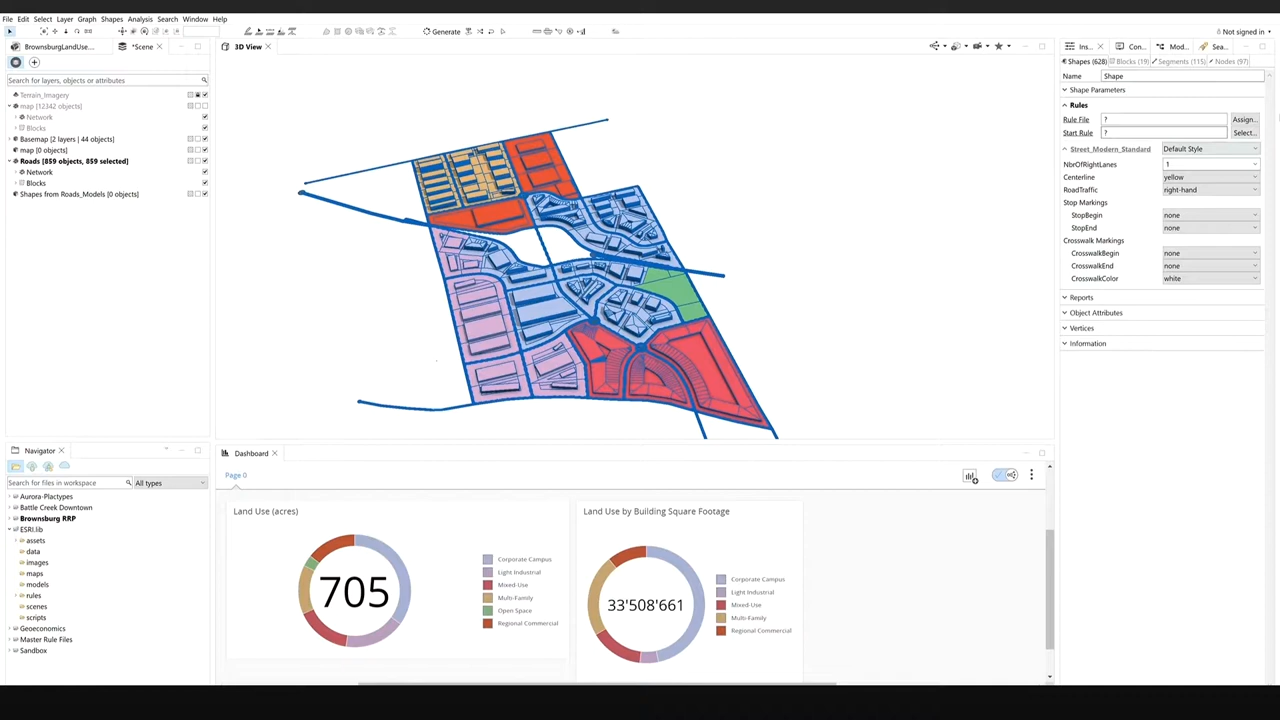 File Edit Select Layer Graph Shapes Analysis Search Window Help
Generate
Not signed in
BrownsburgLandUse...
*Scene
3D View
Ins...
Con...
Mod...
Sea...
Search for layers, objects or attributes
Terrain_Imagery
map [12342 objects]
Network
Blocks
Basemap [2 layers | 44 objects]
map [0 objects]
Roads [859 objects, 859 selected]
Network
Blocks
Shapes from Roads_Models [0 objects]
Shapes (628) Blocks (19) Segments (115) Nodes (97)
Name Shape
Shape Parameters
Rules
Rule File ? Assign...
Start Rule ? Select...
Street_Modern_Standard Default Style
NbrOfRightLanes 1
Centerline yellow
RoadTraffic right-hand
Stop Markings
StopBegin none
StopEnd none
Crosswalk Markings
CrosswalkBegin none
CrosswalkEnd none
CrosswalkColor white
Reports
Object Attributes
Vertices
Information
Navigator
Search for files in workspace All types
Aurora-Plactypes
Battle Creek Downtown
Brownsburg RRP
ESRI.lib
assets
data
images
maps
models
rules
scenes
scripts
Geoeconomics
Master Rule Files
Sandbox
Dashboard
Page 0
Land Use (acres)
705
Corporate Campus
Light Industrial
Mixed-Use
Multi-Family
Open Space
Regional Commercial
Land Use by Building Square Footage
33'508'661
Corporate Campus
Light Industrial
Mixed-Use
Multi-Family
Regional Commercial